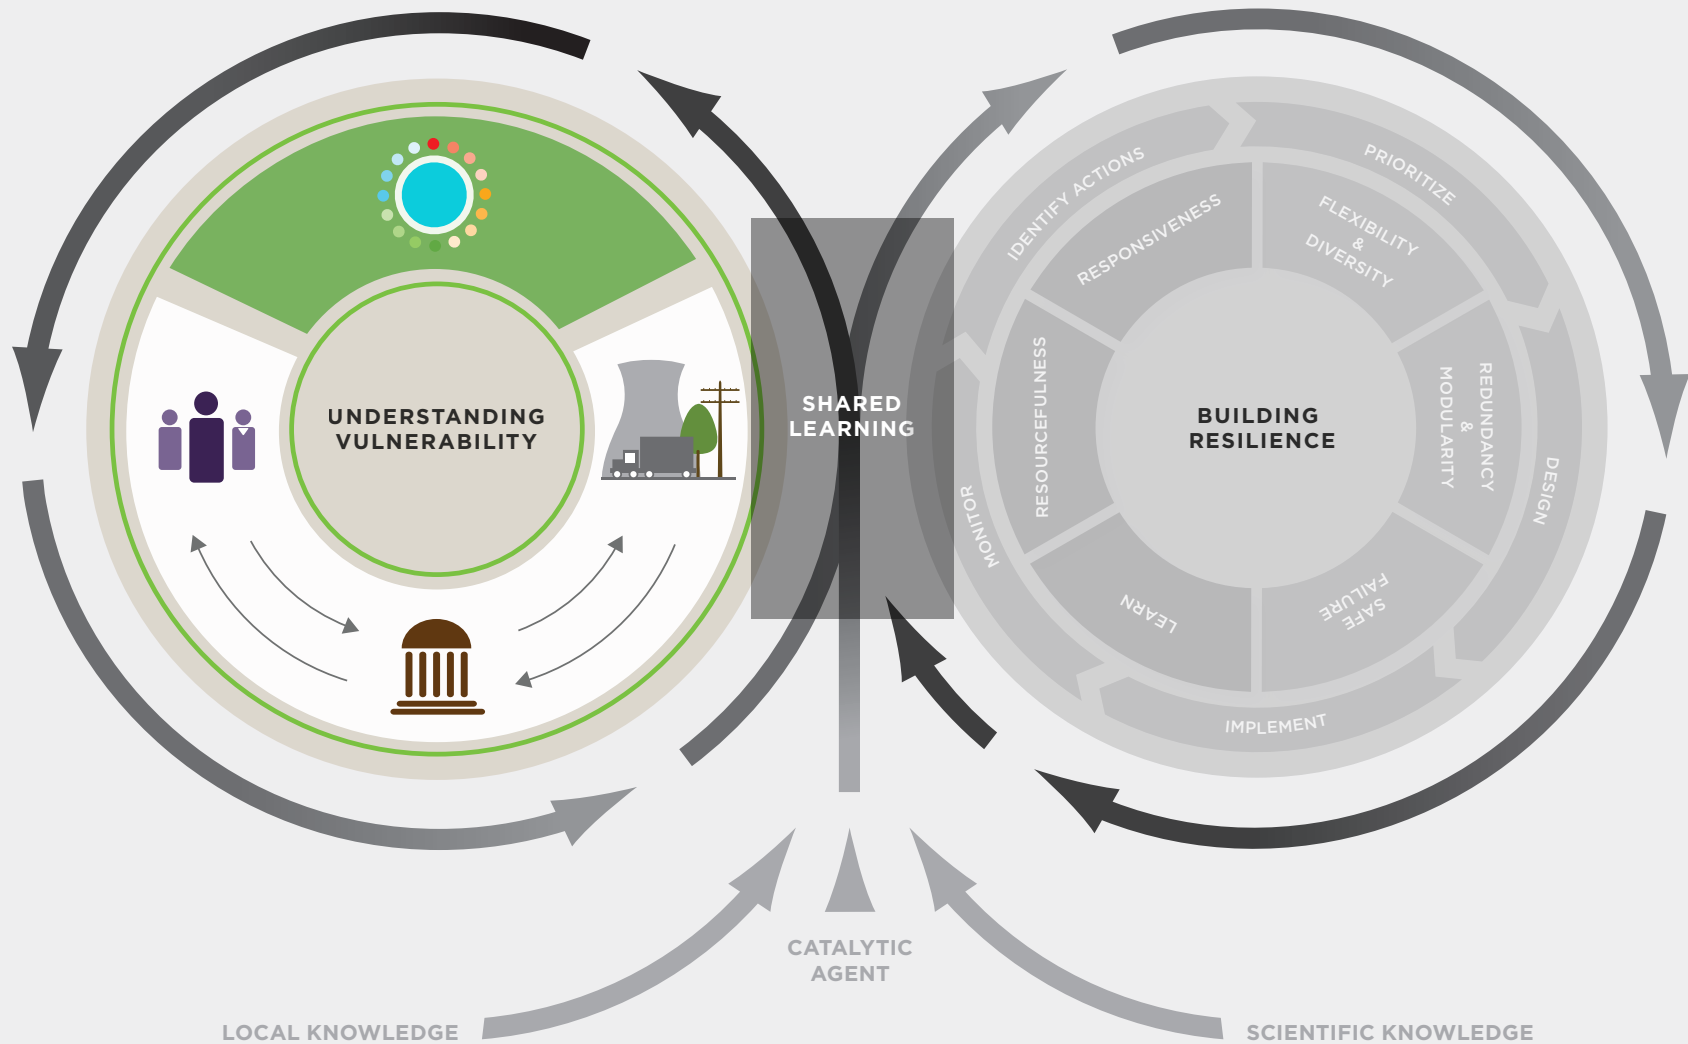 UNDERSTANDING
VULNERABILITY
SHARED
LEARNING
BUILDING
RESILIENCE
IDENTIFY ACTIONS
PRIORITIZE
DESIGN
IMPLEMENT
MONITOR
RESPONSIVENESS
FLEXIBILITY
&
DIVERSITY
REDUNDANCY
&
MODULARITY
SAFE
FAILURE
LEARN
RESOURCEFULNESS
CATALYTIC
AGENT
LOCAL KNOWLEDGE
SCIENTIFIC KNOWLEDGE